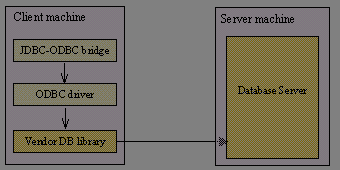 Client machine
JDBC-ODBC bridge
ODBC driver
Vendor DB library
Server machine
Database Server